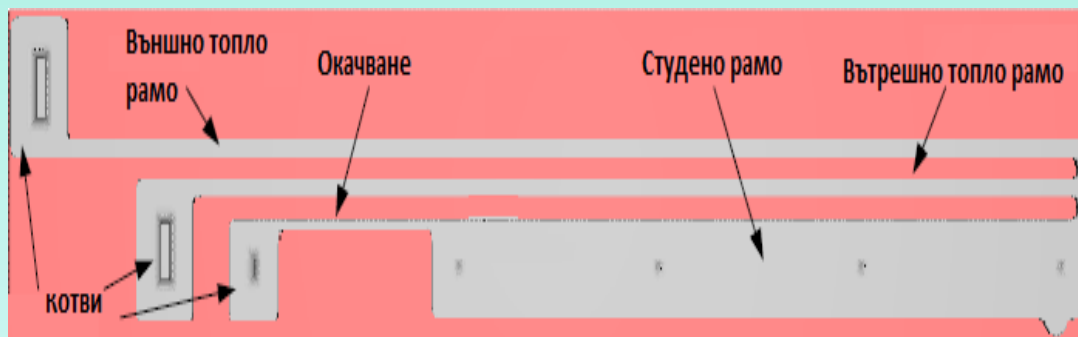 Външно топло
рамо
Окачване
Студено рамо
Вътрешно топло рамо
котви